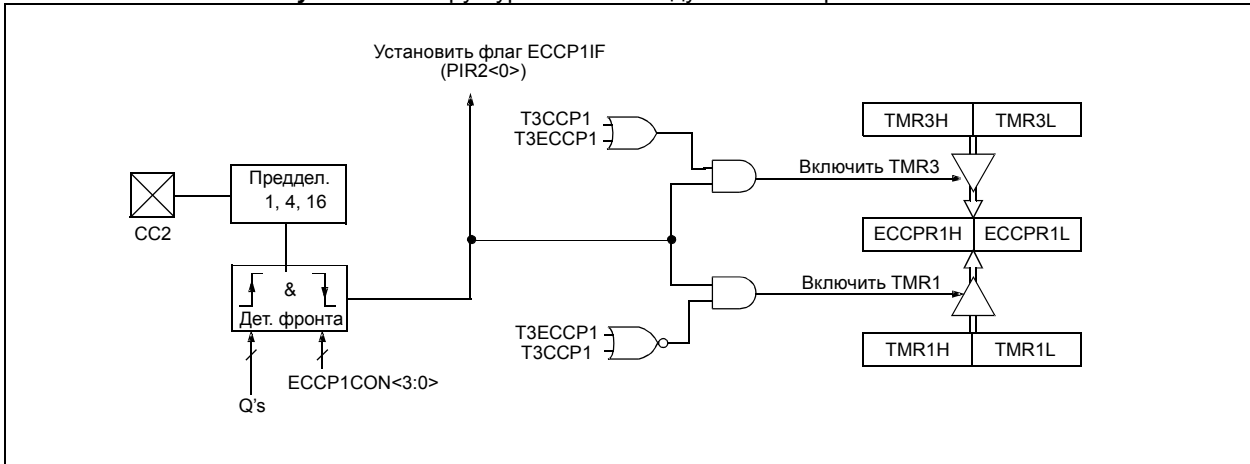 Установить флаг ECCP1IF
(PIR2<0>)
T3CCP1
T3ECCP1
TMR3H TMR3L
Включить TMR3
Преддел.
1, 4, 16
CC2
ECCPR1H ECCPR1L
&
Дет. фронта
Включить TMR1
T3ECCP1
T3CCP1
TMR1H TMR1L
ECCP1CON<3:0>
Q's